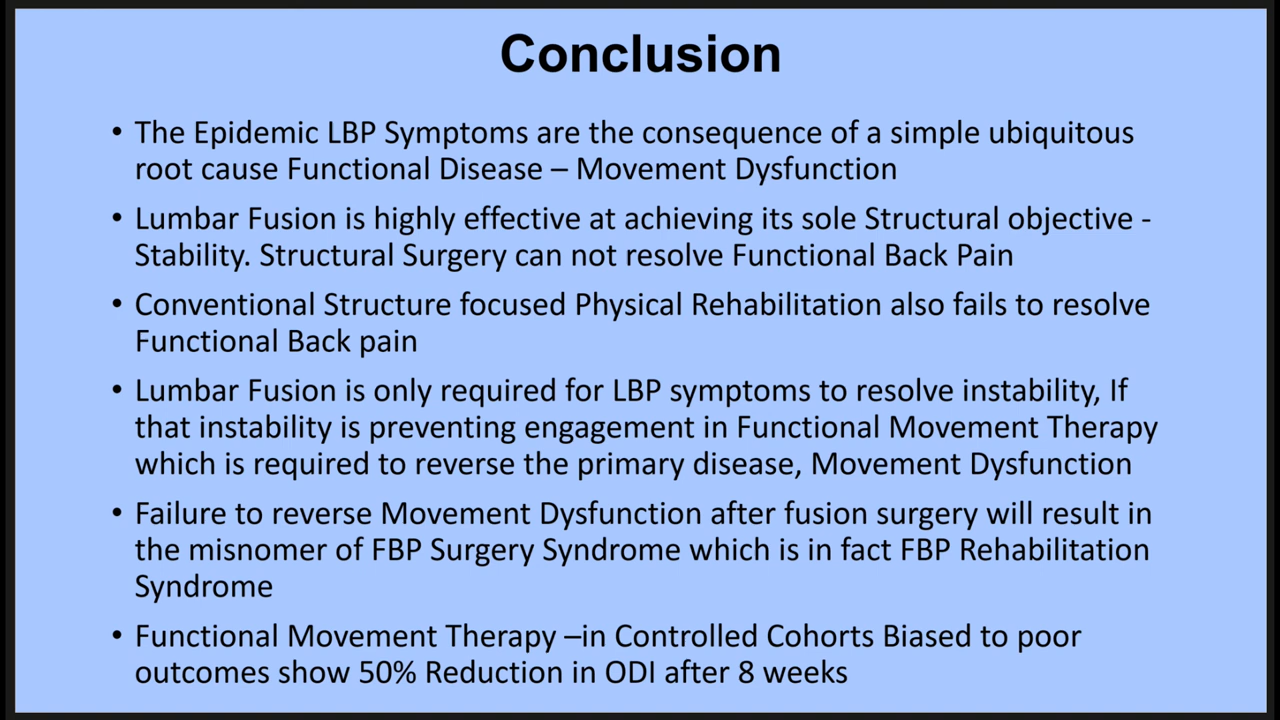 Conclusion
• The Epidemic LBP Symptoms are the consequence of a simple ubiquitous
root cause Functional Disease – Movement Dysfunction
• Lumbar Fusion is highly effective at achieving its sole Structural objective -
Stability. Structural Surgery can not resolve Functional Back Pain
• Conventional Structure focused Physical Rehabilitation also fails to resolve
Functional Back pain
• Lumbar Fusion is only required for LBP symptoms to resolve instability, If
that instability is preventing engagement in Functional Movement Therapy
which is required to reverse the primary disease, Movement Dysfunction
• Failure to reverse Movement Dysfunction after fusion surgery will result in
the misnomer of FBP Surgery Syndrome which is in fact FBP Rehabilitation
Syndrome
• Functional Movement Therapy –in Controlled Cohorts Biased to poor
outcomes show 50% Reduction in ODI after 8 weeks